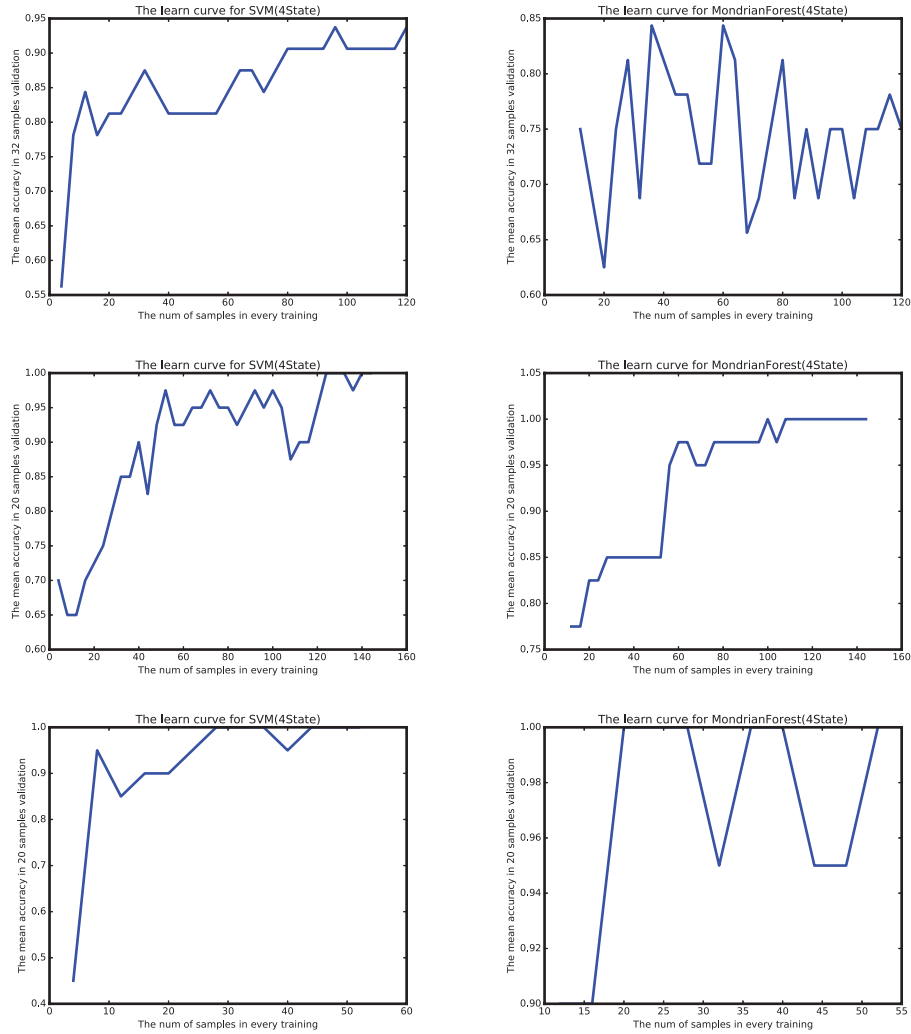 The learn curve for SVM(4State)
The mean accuracy in 32 samples validation
0.95
0.90
0.85
0.80
0.75
0.70
0.65
0.60
0.55
0 20 40 60 80 100 120
The num of samples in every training
The learn curve for MondrianForest(4State)
The mean accuracy in 32 samples validation
0.85
0.80
0.75
0.70
0.65
0.60
0 20 40 60 80 100 120
The num of samples in every training
The learn curve for SVM(4State)
The mean accuracy in 20 samples validation
1.00
0.95
0.90
0.85
0.80
0.75
0.70
0.65
0.60
0 20 40 60 80 100 120 140 160
The num of samples in every training
The learn curve for MondrianForest(4State)
The mean accuracy in 20 samples validation
1.05
1.00
0.95
0.90
0.85
0.80
0.75
0 20 40 60 80 100 120 140 160
The num of samples in every training
The learn curve for SVM(4State)
The mean accuracy in 20 samples validation
1.0
0.9
0.8
0.7
0.6
0.5
0.4
0 10 20 30 40 50 60
The num of samples in every training
The learn curve for MondrianForest(4State)
The mean accuracy in 20 samples validation
1.00
0.98
0.96
0.94
0.92
0.90
10 15 20 25 30 35 40 45 50 55
The num of samples in every training